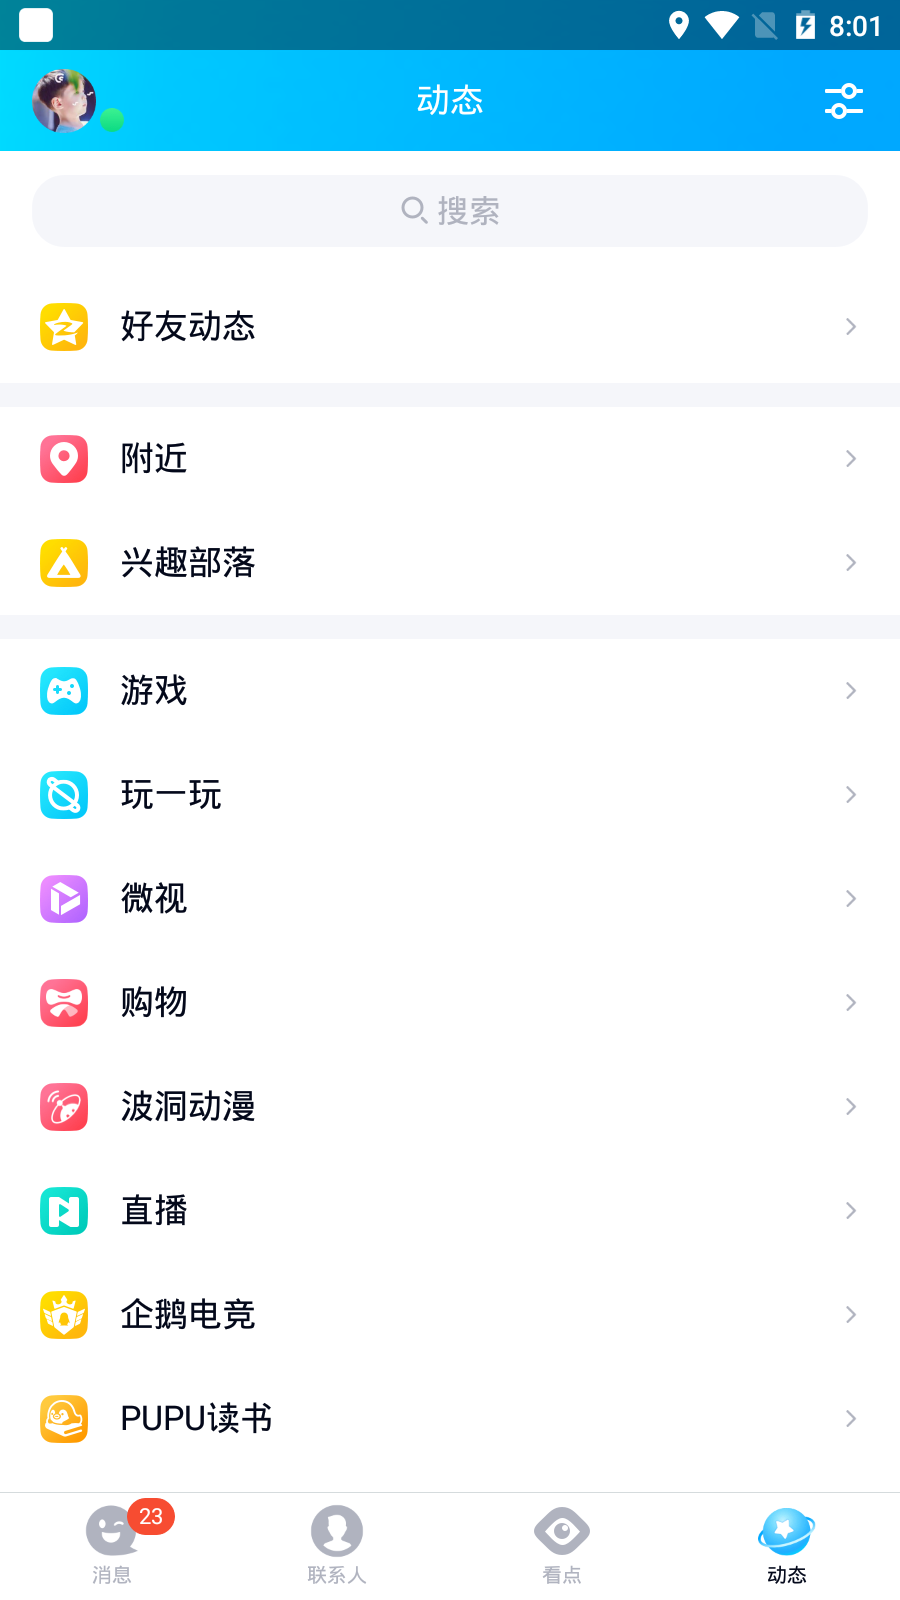 8:01
动态
搜索
好友动态
附近
兴趣部落
游戏
玩一玩
微视
购物
波洞动漫
直播
企鹅电竞
PUPU读书
23
消息
联系人
看点
动态